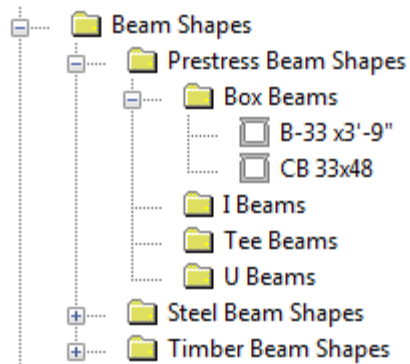 Beam Shapes
Prestress Beam Shapes
Box Beams
B-33 x3'-9"
CB 33x48
I Beams
Tee Beams
U Beams
Steel Beam Shapes
Timber Beam Shapes